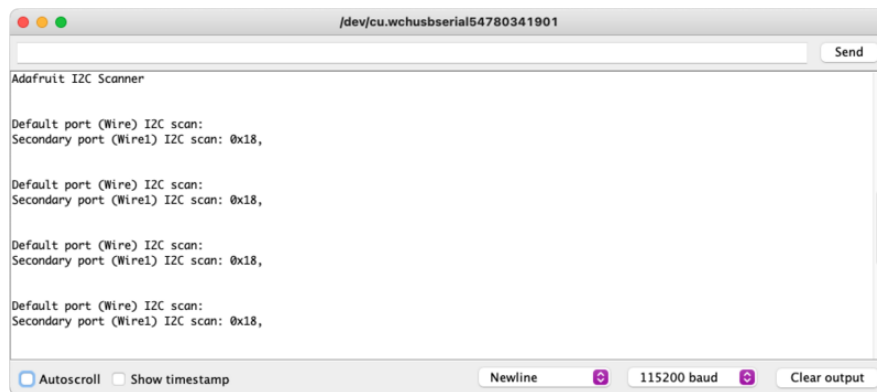 /dev/cu.wchusbserial54780341901
Send
Adafruit I2C Scanner
Default port (Wire) I2C scan:
Secondary port (Wire1) I2C scan: 0x18,
Default port (Wire) I2C scan:
Secondary port (Wire1) I2C scan: 0x18,
Default port (Wire) I2C scan:
Secondary port (Wire1) I2C scan: 0x18,
Default port (Wire) I2C scan:
Secondary port (Wire1) I2C scan: 0x18,
Autoscroll Show timestamp Newline 115200 baud Clear output